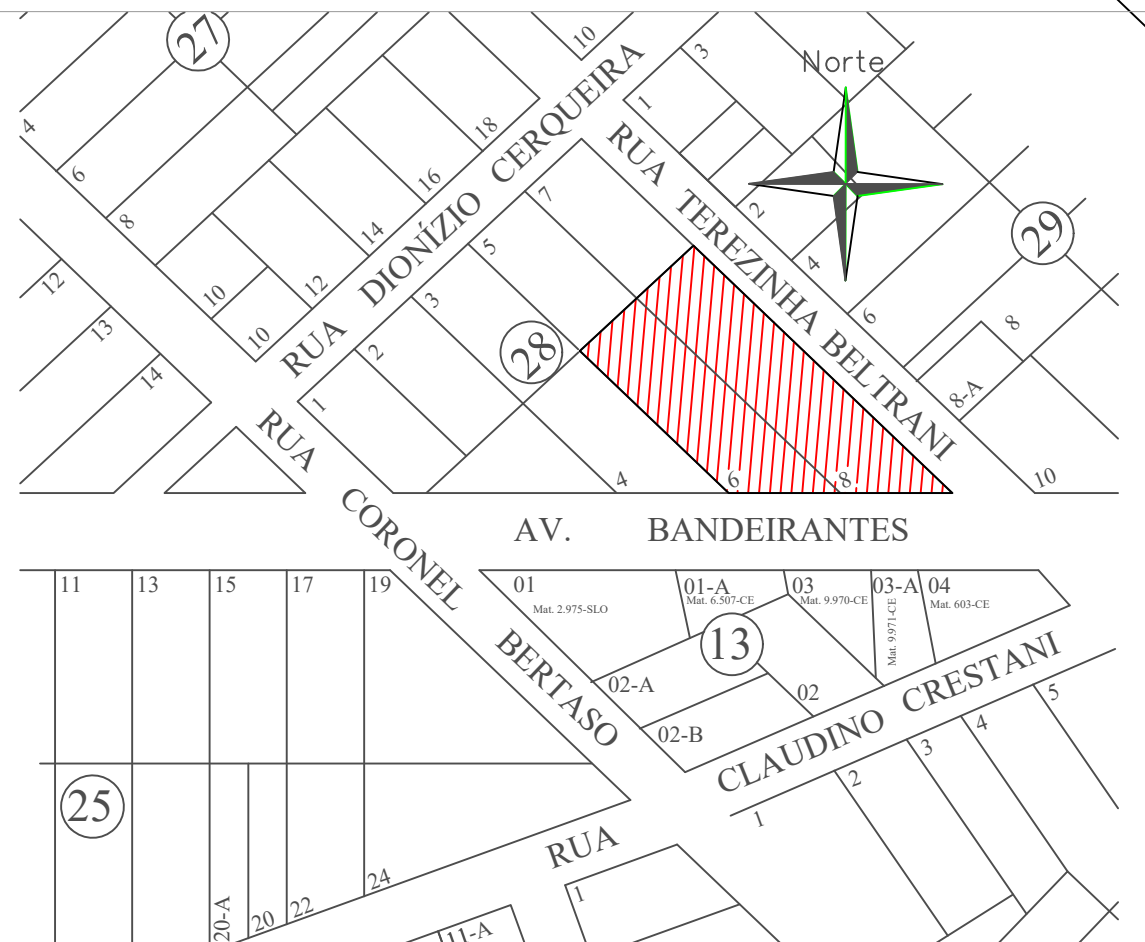 27
10
3
Norte
1
18
4
6
16
RUA DIONÍZIO CERQUEIRA
RUA TEREZINHA BELTRANI
7
2
29
8
14
5
4
12
10
12
3
6
8
13
10
2
28
14
1
8-A
RUA CORONEL BERTASO
4
6
8
10
AV. BANDEIRANTES
11
13
15
17
19
01
Mat. 2.975-SLO
01-A
Mat. 6.507-CE
03
Mat. 9.970-CE
03-A
Mat. 9.971-CE
04
Mat. 603-CE
13
02-A
02
02-B
RUA CLAUDINO CRESTANI
5
4
3
2
1
25
24
22
20
20-A
1
11-A